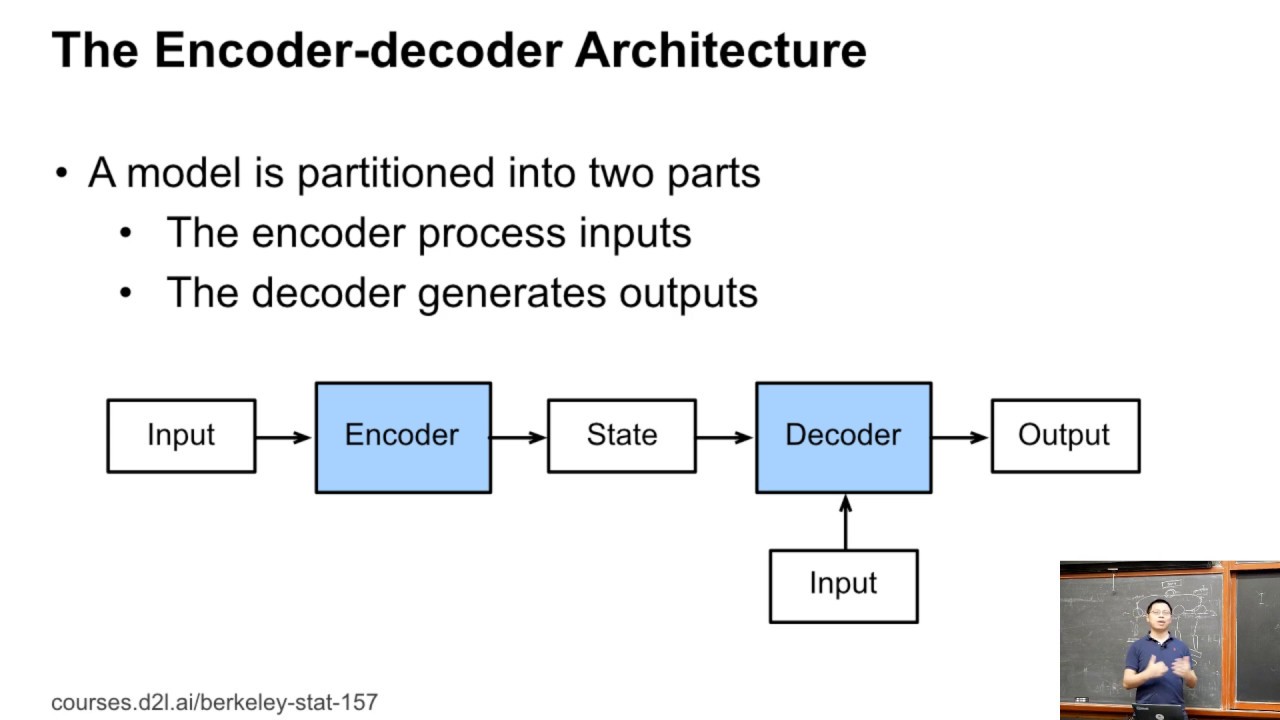 The Encoder-decoder Architecture
• A model is partitioned into two parts
• The encoder process inputs
• The decoder generates outputs
Input
Encoder
State
Decoder
Output
Input
courses.d2l.ai/berkeley-stat-157